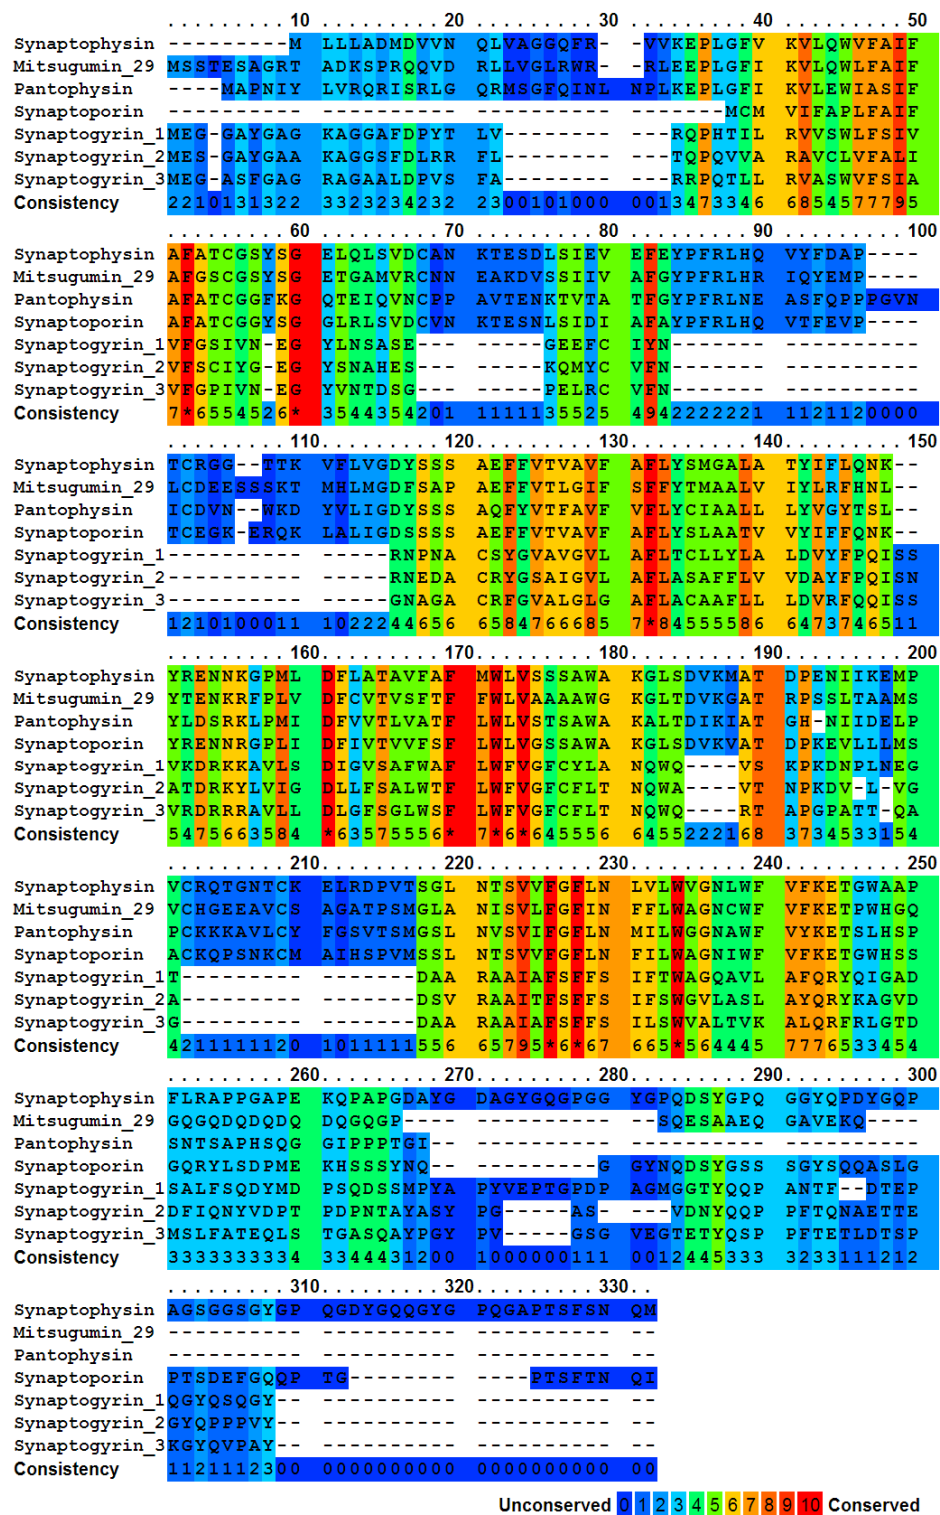 . . . . . . . . . 10 . . . . . . . . . 20 . . . . . . . . . 30 . . . . . . . . . 40 . . . . . . . . . 50
Synaptophysin ---------M LLLADMDVVN QLVAGGQFR- -VVKEPLGFV KVLQWVFAIF
Mitsugumin_29 MSSTESAGRT ADKSPRQQVD RLLVGLRWR- -RLEEPLGFI KVLQWLFAIF
Pantophysin ----MAPNIY LVRQRISRLG QRMSGFQINL NPLKEPLGFI KVLEWIASIF
Synaptoporin ---------- ---------- ---------- -------MCM VIFAPLFAIF
Synaptogyrin_1 MEG-GAYGAG KAGGAFDPYT LV-------- ---RQPHTIL RVVSWLFSIV
Synaptogyrin_2 MES-GAYGAA KAGGSFDLRR FL-------- ---TQPQVVA RAVCLVFALI
Synaptogyrin_3 MEG-ASFGAG RAGAALDPVS FA-------- ---RRPQTLL RVASWVFSIA
Consistency 2210131322 3323234232 2300101000 0013473346 6854577795
. . . . . . . . . 60 . . . . . . . . . 70 . . . . . . . . . 80 . . . . . . . . . 90 . . . . . . . . . 100
Synaptophysin AFATCGSYSG ELQLSVDCAN KTESDLSIEV EFEYPFRLHQ VYFDAP----
Mitsugumin_29 AFGSCGSYSG ETGAMVRCNN EAKDVSSIIV AFGYPFRLHR IQYEMP----
Pantophysin AFATCGGFKG QTEIQVNCPP AVTENKTVTA TFGYPFRLNE ASFQPPPGVN
Synaptoporin AFATCGGYSG GLRLSVDCVN KTESNLSIDI AFAYPFRLHQ VTFEVP----
Synaptogyrin_1 VFGSIVN-EG YLNSASE--- -----GEEFC IYN------- ----------
Synaptogyrin_2 VFSCIYG-EG YSNAHES--- -----KQMYC VFN------- ----------
Synaptogyrin_3 VFGPIVN-EG YVNTDSG--- -----PELRC VFN------- ----------
Consistency 7*6554526* 3544354201 1111135525 4942222221 1121120000
. . . . . . . . . 110 . . . . . . . . . 120 . . . . . . . . . 130 . . . . . . . . . 140 . . . . . . . . . 150
Synaptophysin TCRGG--TTK VFLVGDYSSS AEFFVTVAVF AFLYSMGALA TYIFLQNK--
Mitsugumin_29 LCDEESSSKT MHLMGDFSAP AEFFVTLGIF SFFYTMAALV IYLRFHNL--
Pantophysin ICDVN--WKD YVLIGDYSSS AQFYVTFAVF VFLYCIAALL LYVGYTSL--
Synaptoporin TCEGK-ERQK LALIGDSSSS AEFFVTVAVF AFLYSLAATV VYIFFQNK--
Synaptogyrin_1 ---------- -----RNPNA CSYGVAVGVL AFLTCLLYLA LDVYFPQISS
Synaptogyrin_2 ---------- -----RNEDA CRYGSAIGVL AFLASAFFLV VDAYFPQISN
Synaptogyrin_3 ---------- -----GNAGA CRFGVALGLG AFLACAAFLL LDVRFQQISS
Consistency 1210100011 1022244656 6584766685 7*84555586 6473746511
. . . . . . . . . 160 . . . . . . . . . 170 . . . . . . . . . 180 . . . . . . . . . 190 . . . . . . . . . 200
Synaptophysin YRENNKGPML DFLATAVFAF MWLVSSSAWA KGLSDVKMAT DPENIIKEMP
Mitsugumin_29 YTENKRFPLV DFCVTVSFTF FWLVAAAAWG KGLTDVKGAT RPSSLTAAMS
Pantophysin YLDSRKLPMI DFVVTLVATF LWLVSTSAWA KALTDIKIAT GH-NIIDELP
Synaptoporin YRENNRGPLI DFIVTVVFSF LWLVGSSAWA KGLSDVKVAT DPKEVLLLMS
Synaptogyrin_1 VKDRKKAVLS DIGVSAFWAF LWFVGFCYLA NQWQ----VS KPKDNPLNEG
Synaptogyrin_2 ATDRKYLVIG DLLFSALWTF LWFVGFCFLT NQWA----VT NPKDV-L-VG
Synaptogyrin_3 VRDRRRAVLL DLGFSGLWSF LWFVGFCFLT NQWQ----RT APGPATT-QA
Consistency 5475663584 *63575556* 7*6*645556 6455222168 3734533154
. . . . . . . . . 210 . . . . . . . . . 220 . . . . . . . . . 230 . . . . . . . . . 240 . . . . . . . . . 250
Synaptophysin VCRQTGNTCK ELRDPVTSGL NTSVVFGFLN LVLWVGNLWF VFKETGWAAP
Mitsugumin_29 VCHGEEAVCS AGATPSMGLA NISVLFGFIN FFLWAGNCWF VFKETPWHGQ
Pantophysin PCKKKAVLCY FGSVTSMGSL NVSVIFGFLN MILWGGNAWF VYKETSLHSP
Synaptoporin ACKQPSNKCM AIHSPVMSSL NTSVVFGFLN FILWAGNIWF VFKETGWHSS
Synaptogyrin_1 T--------- -------DAA RAAIAFSFFS IFTWAGQAVL AFQRYQIGAD
Synaptogyrin_2 A--------- -------DSV RAAITFSFFS IFSWGVLASL AYQRYKAGVD
Synaptogyrin_3 G--------- -------DAA RAAIAFSFFS ILSWVALTVK ALQRFRLGTD
Consistency 4211111120 1011111556 65795*6*67 665*564445 7776533454
. . . . . . . . . 260 . . . . . . . . . 270 . . . . . . . . . 280 . . . . . . . . . 290 . . . . . . . . . 300
Synaptophysin FLRAPPGAPE KQPAPGDAYG DAGYGQGPGG YGPQDSYGPQ GGYQPDYGQP
Mitsugumin_29 GQGQDQDQDQ DQGQGP---- ---------- --SQESAAEQ GAVEKQ----
Pantophysin SNTSAPHSQG GIPPPTGI-- ---------- ---------- ----------
Synaptoporin GQRYLSDPME KHSSSYNQ-- ---------G GYNQDSYGSS SGYSQQASLG
Synaptogyrin_1 SALFSQDYMD PSQDSSMPYA PYVEPTGPDP AGMGGTYQQP ANTF--DTEP
Synaptogyrin_2 DFIQNYVDPT PDPNTAYASY PG-----AS- ---VDNYQQP PFTQNAETTE
Synaptogyrin_3 MSLFATEQLS TGASQAYPGY PV-----GSG VEGTETYQSP PFTETLDTSP
Consistency 3333333334 3344431200 1000000111 0012445333 3233111212
. . . . . . . . . 310 . . . . . . . . . 320 . . . . . . . . . 330 . .
Synaptophysin AGSGGSGYGP QGDYGQQGYG PQGAPTSFSN QM
Mitsugumin_29 ---------- ---------- ---------- --
Pantophysin ---------- ---------- ---------- --
Synaptoporin PTSDEFGQQP TG-------- ----PTSFTN QI
Synaptogyrin_1 QGYQSQGY-- ---------- ---------- --
Synaptogyrin_2 GYQPPPVY-- ---------- ---------- --
Synaptogyrin_3 KGYQVPAY-- ---------- ---------- --
Consistency 1121112300 0000000000 0000000000 00
Unconserved 0 1 2 3 4 5 6 7 8 9 10 Conserved